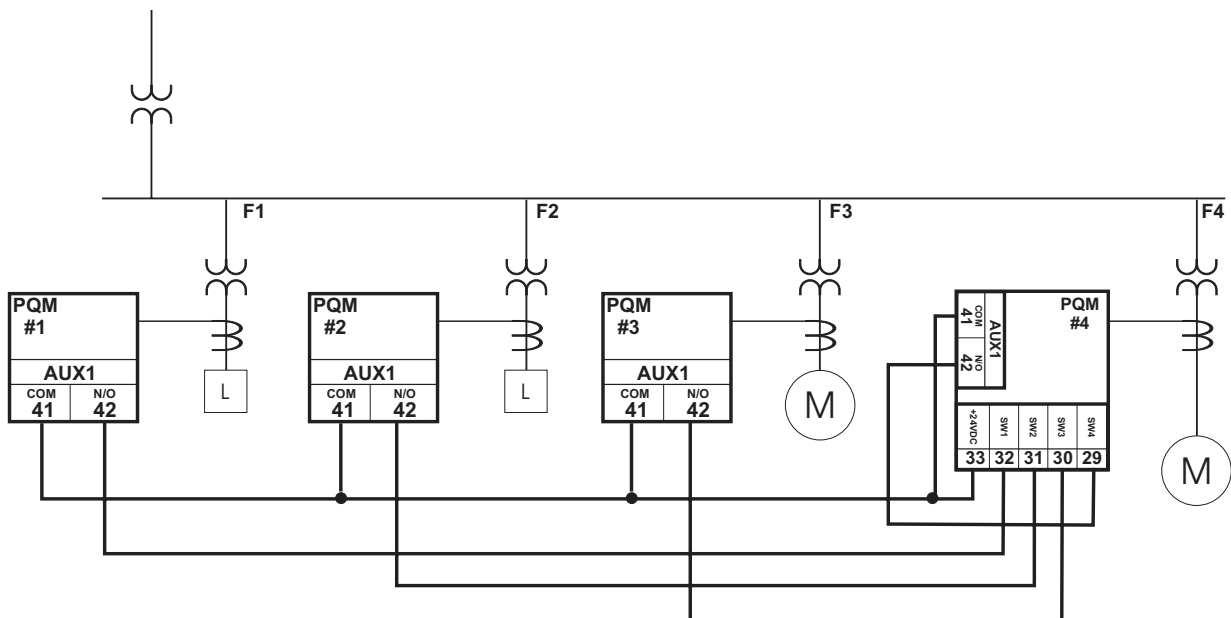 F1
F2
F3
F4
PQM
#1
AUX1
COM
41
N/O
42
L
PQM
#2
AUX1
COM
41
N/O
42
L
PQM
#3
AUX1
COM
41
N/O
42
M
PQM
#4
AUX1
COM
41
N/O
42
+24VDC
SW1
SW2
SW3
SW4
33
32
31
30
29
M